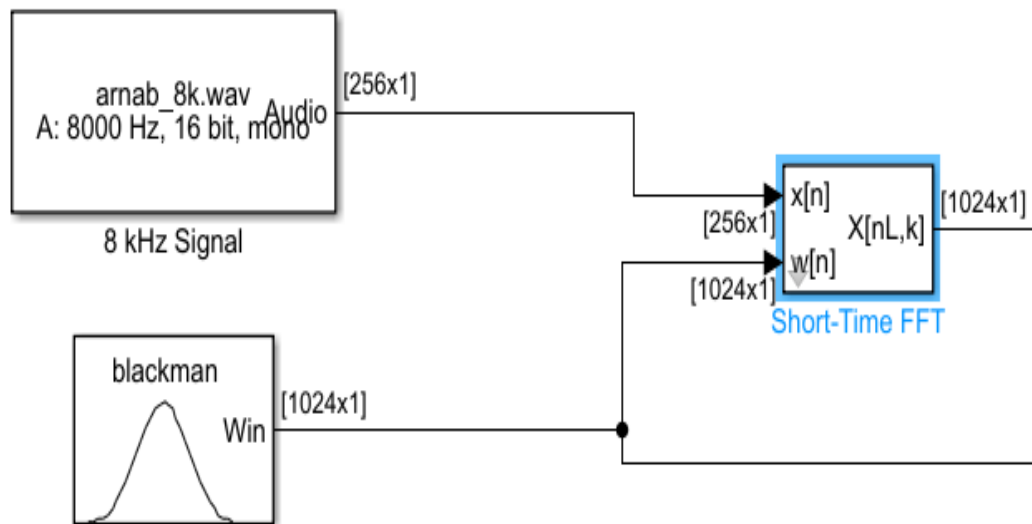 arnab_8k.wav
A: 8000 Hz, 16 bit, mono
Audio
[256x1]
8 kHz Signal
x[n]
[256x1]
w[n]
[1024x1]
X[nL,k]
[1024x1]
Short-Time FFT
blackman
Win
[1024x1]